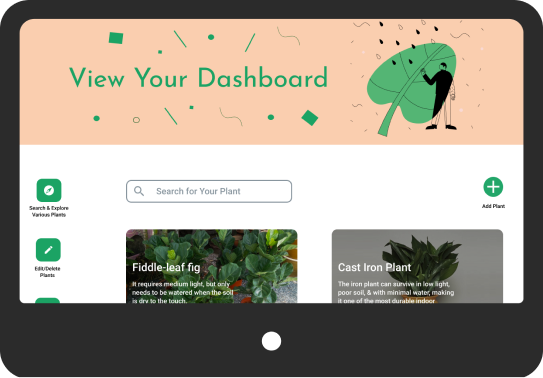 View Your Dashboard
Search & Explore
Various Plants
Search for Your Plant
Add Plant
Edit/Delete
Plants
Fiddle-leaf fig
It requires medium light, but only
needs to be watered when the soil
is dry to the touch.
Cast Iron Plant
The iron plant can survive in low light,
poor soil, & with minimal water, making
it one of the most durable indoor